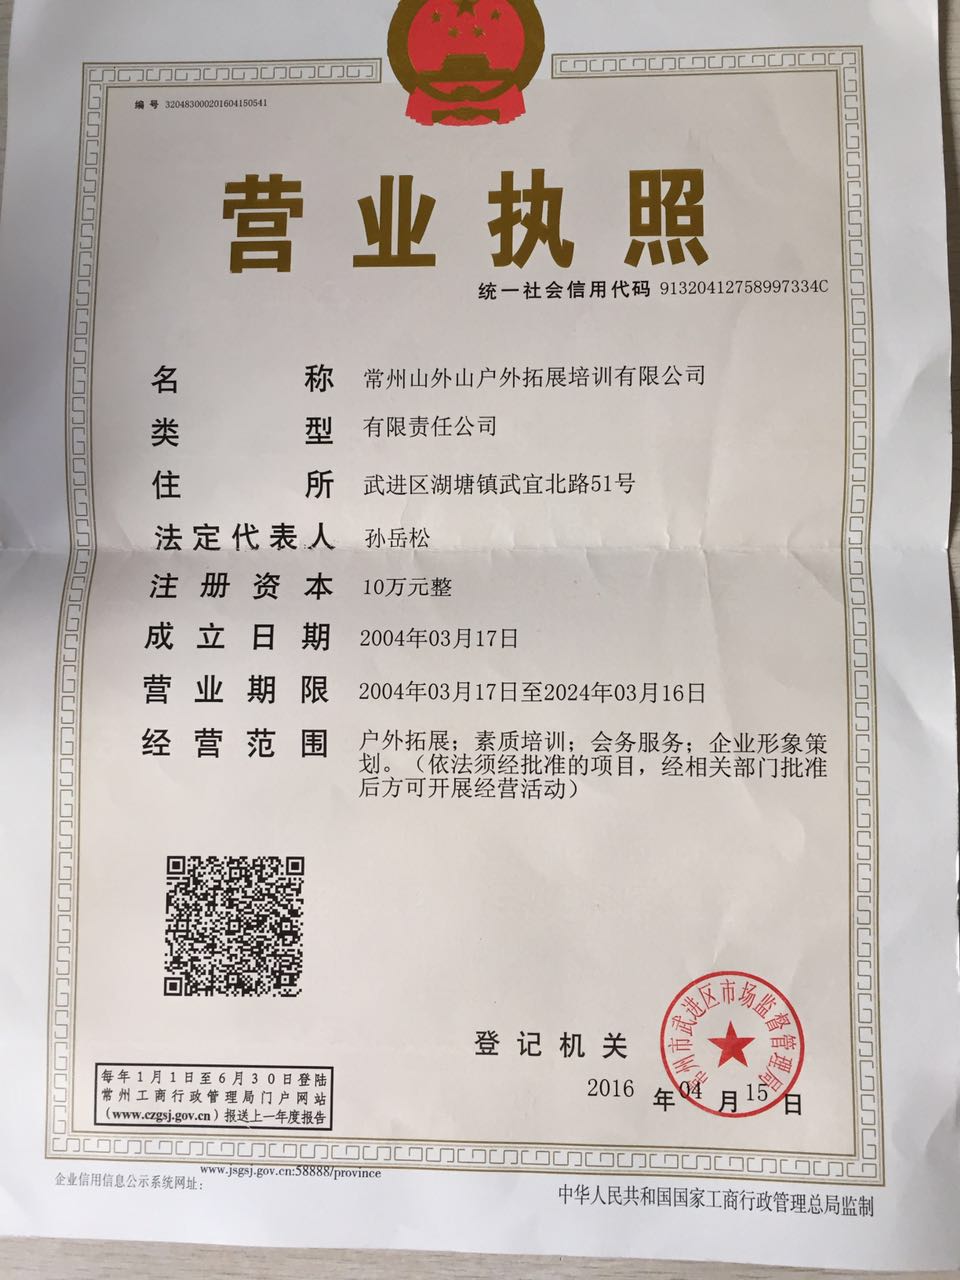 编 号 320483000201604150541
营业执照
统一社会信用代码 91320412758997334C
名称 常州山外山户外拓展培训有限公司
类型 有限责任公司
住所 武进区湖塘镇武宜北路51号
法定代表人 孙岳松
注册资本 10万元整
成立日期 2004年03月17日
营业期限 2004年03月17日至2024年03月16日
经营范围 户外拓展；素质培训；会务服务；企业形象策
划。（依法须经批准的项目，经相关部门批准
后方可开展经营活动）
登记机关
常州市武进区市场监督管理局
2016 年 04 月 15 日
每年1月1日至6月30日登陆
常州工商行政管理局门户网站
（www.czgsj.gov.cn）报送上一年度报告
www.jsgsj.gov.cn:58888/province
企业信用信息公示系统网址：
中华人民共和国国家工商行政管理总局监制